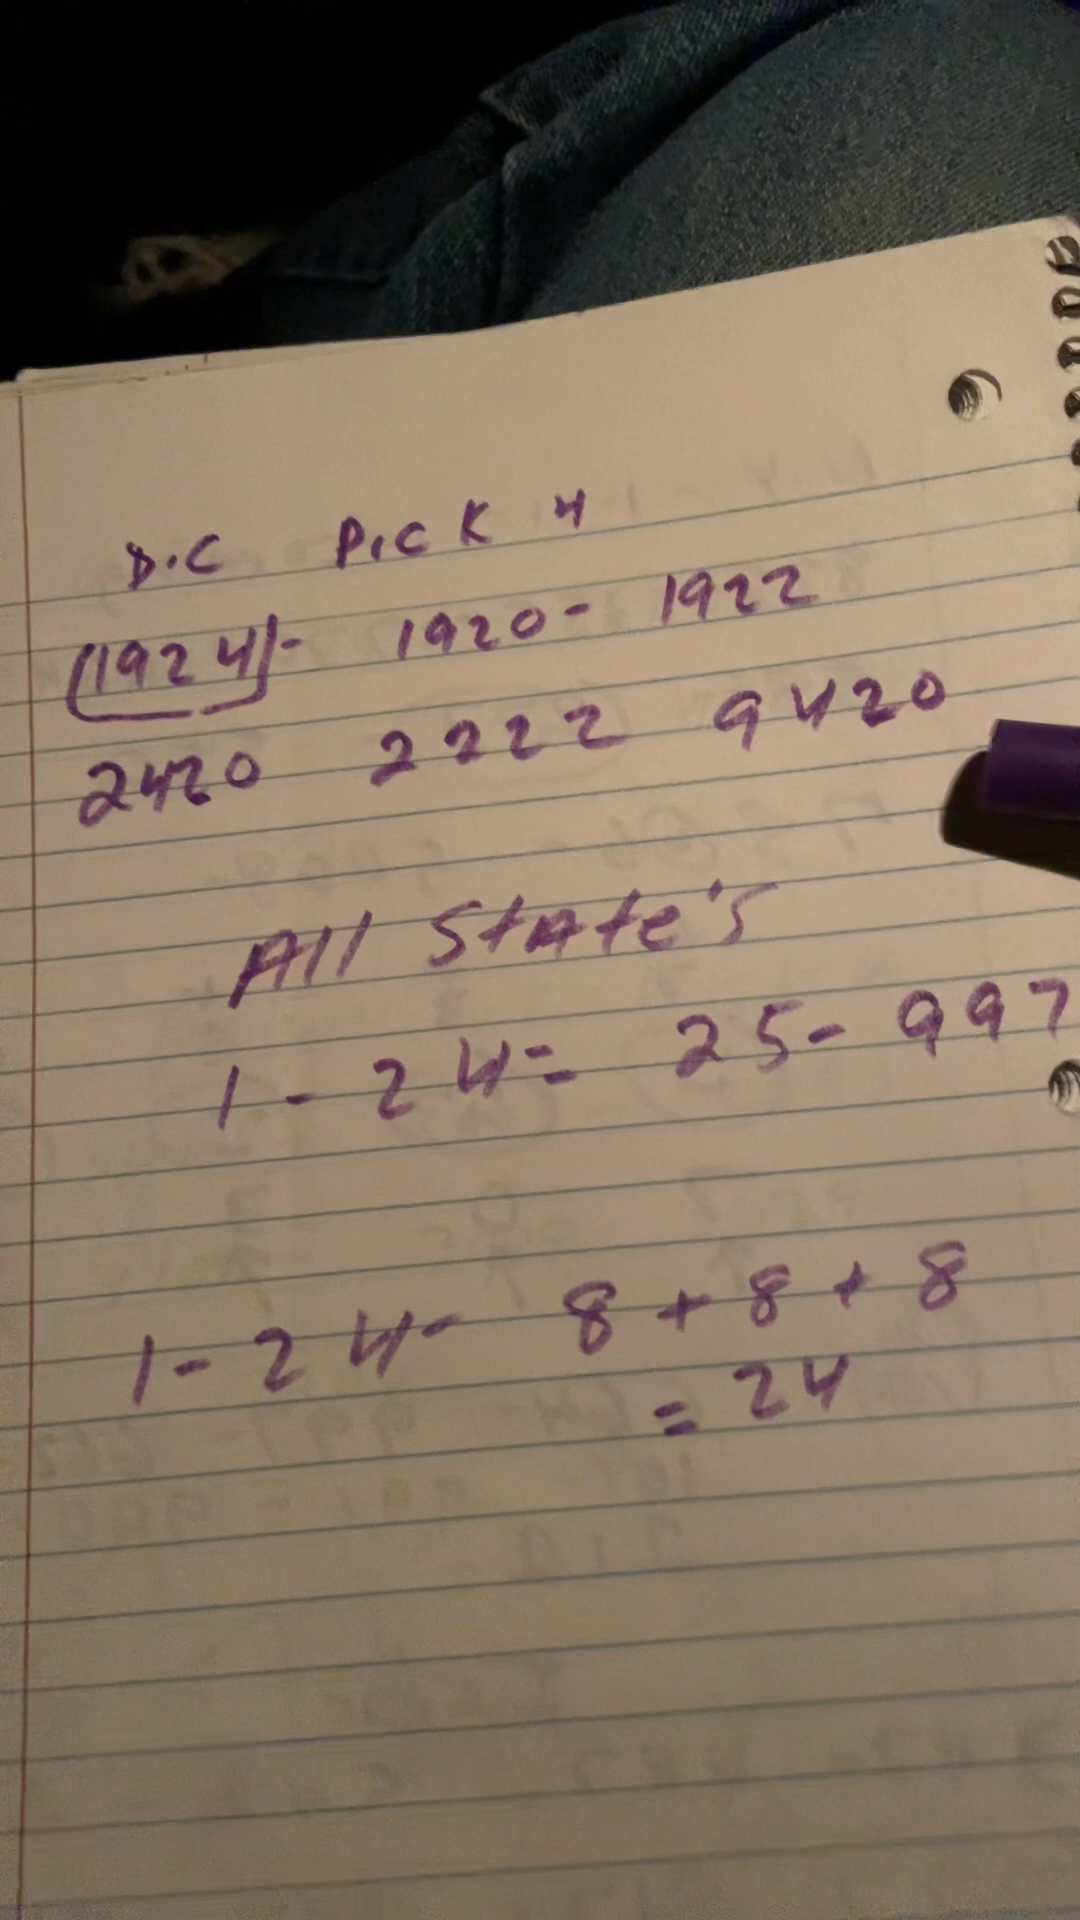 D.C PICK 4
(1924)- 1920- 1922
2420 2222 9420
All StAte's
1 - 24= 25- 997
1- 24- 8 + 8 + 8
= 24